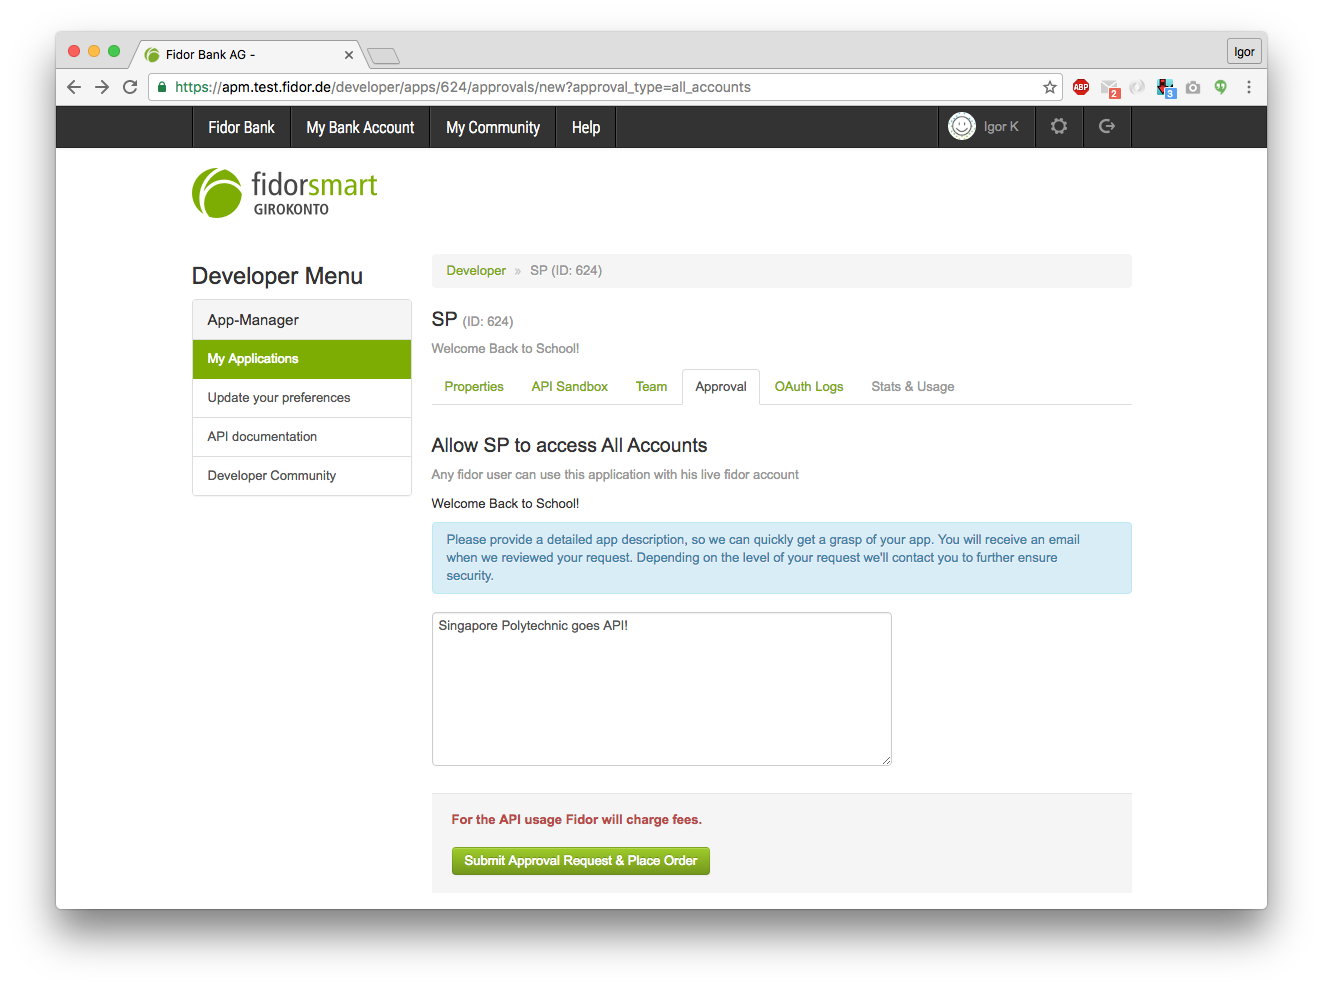 Fidor Bank AG -
Igor
https://apm.test.fidor.de/developer/apps/624/approvals/new?approval_type=all_accounts
ABP
2
3
Fidor Bank
My Bank Account
My Community
Help
Igor K
fidorsmart
GIROKONTO
Developer Menu
App-Manager
My Applications
Update your preferences
API documentation
Developer Community
Developer » SP (ID: 624)
SP (ID: 624)
Welcome Back to School!
Properties
API Sandbox
Team
Approval
OAuth Logs
Stats & Usage
Allow SP to access All Accounts
Any fidor user can use this application with his live fidor account
Welcome Back to School!
Please provide a detailed app description, so we can quickly get a grasp of your app. You will receive an email
when we reviewed your request. Depending on the level of your request we'll contact you to further ensure
security.
Singapore Polytechnic goes API!
For the API usage Fidor will charge fees.
Submit Approval Request & Place Order